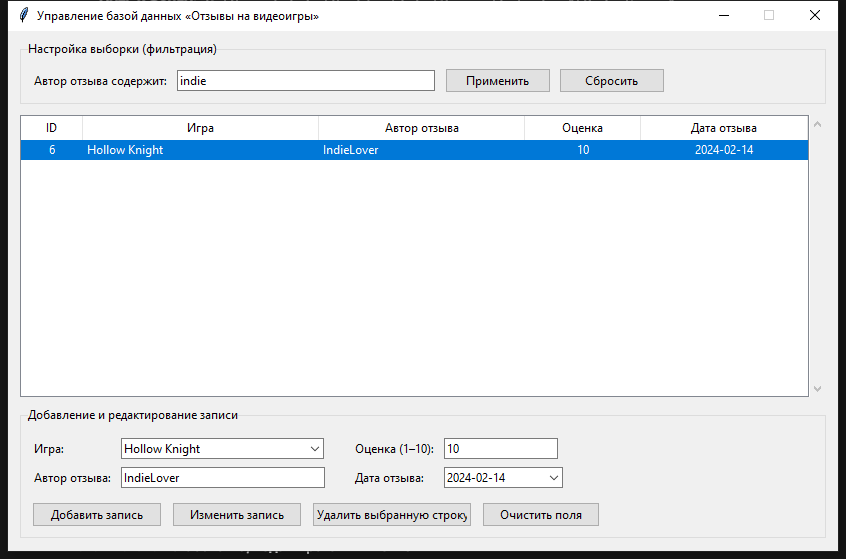 Управление базой данных «Отзывы на видеоигры»
Настройка выборки (фильтрация)
Автор отзыва содержит: indie Применить Сбросить
ID Игра Автор отзыва Оценка Дата отзыва
6 Hollow Knight IndieLover 10 2024-02-14
Добавление и редактирование записи
Игра: Hollow Knight Оценка (1–10): 10
Автор отзыва: IndieLover Дата отзыва: 2024-02-14
Добавить запись Изменить запись Удалить выбранную строку Очистить поля